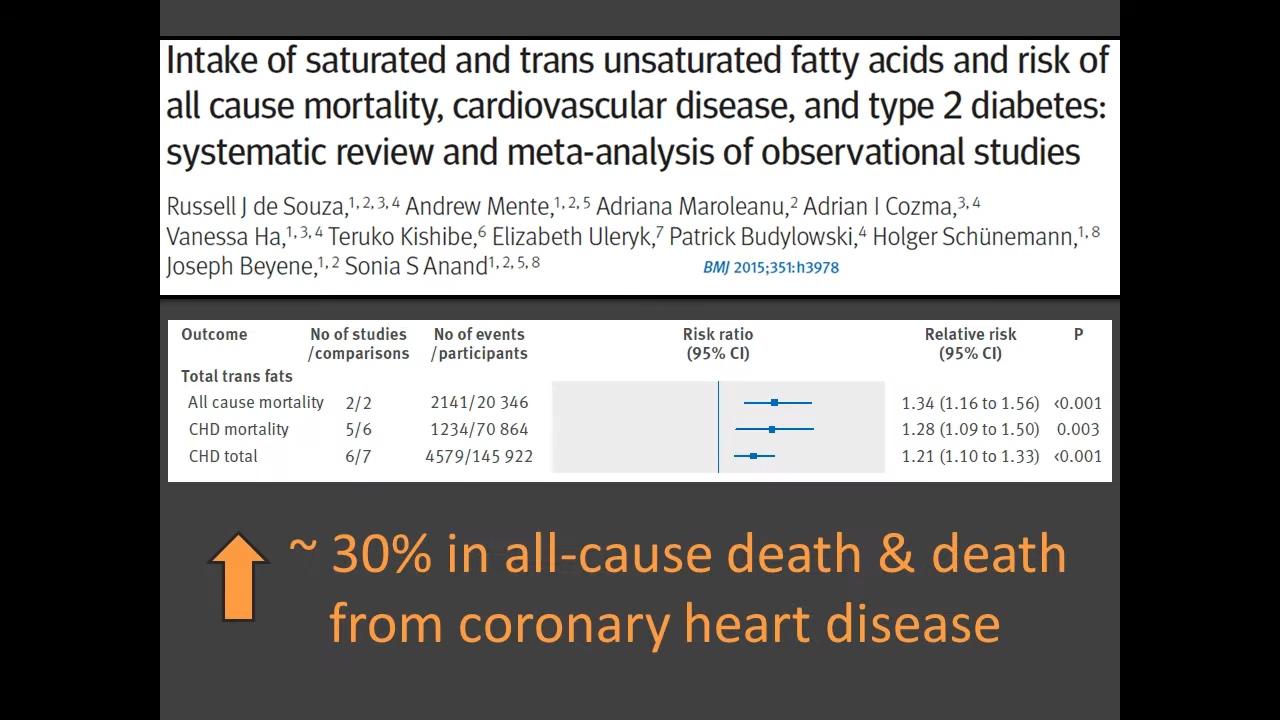 Intake of saturated and trans unsaturated fatty acids and risk of
all cause mortality, cardiovascular disease, and type 2 diabetes:
systematic review and meta-analysis of observational studies
Russell J de Souza,1, 2, 3, 4 Andrew Mente,1, 2, 5 Adriana Maroleanu,2 Adrian I Cozma,3, 4
Vanessa Ha,1, 3, 4 Teruko Kishibe,6 Elizabeth Uleryk,7 Patrick Budylowski,4 Holger Schünemann,1, 8
Joseph Beyene,1, 2 Sonia S Anand1, 2, 5, 8 BMJ 2015;351:h3978
Outcome No of studies No of events Risk ratio Relative risk P
/comparisons /participants (95% CI) (95% CI)
Total trans fats
All cause mortality 2/2 2141/20 346 1.34 (1.16 to 1.56) <0.001
CHD mortality 5/6 1234/70 864 1.28 (1.09 to 1.50) 0.003
CHD total 6/7 4579/145 922 1.21 (1.10 to 1.33) <0.001
~ 30% in all-cause death & death
from coronary heart disease